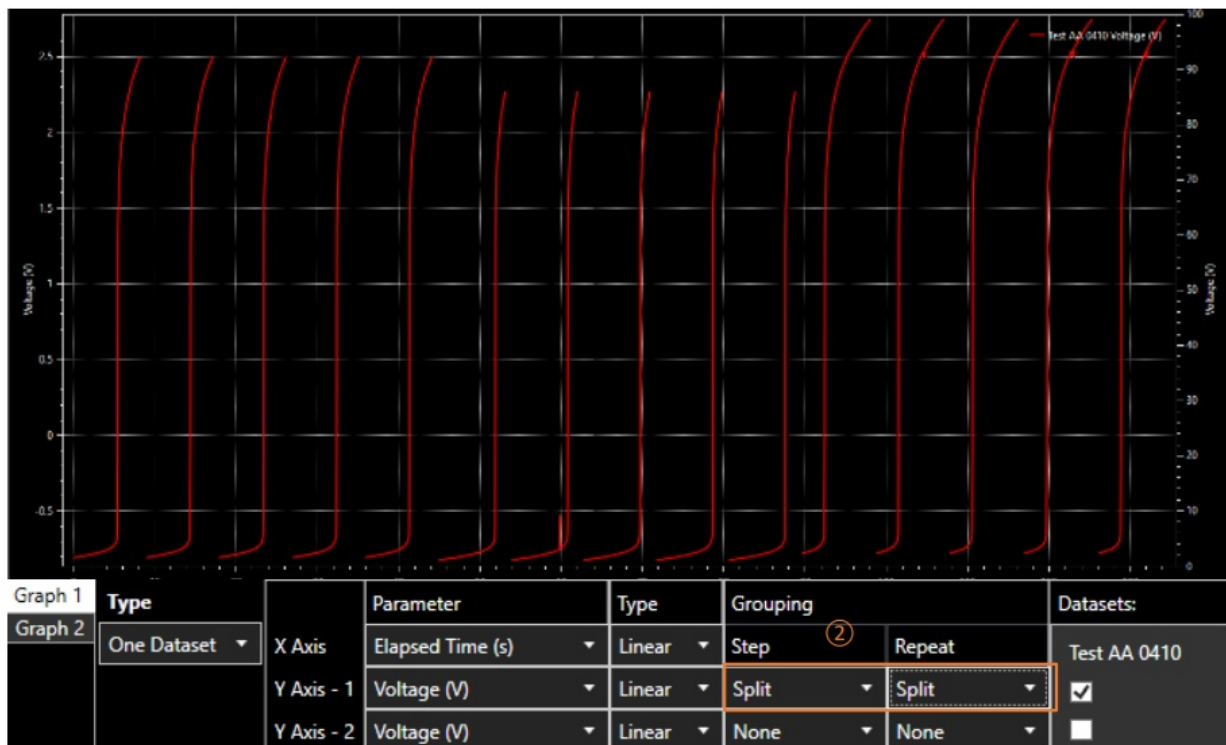 Test AA 0410 Voltage (V)
100
2.5
90
2
80
70
1.5
60
1
Voltage (V)
50
Voltage (V)
0.5
40
30
0
20
-0.5
10
0
Graph 1
Graph 2
Type
One Dataset
Parameter
Type
Grouping
Datasets:
X Axis
Elapsed Time (s)
Linear
Step
②
Repeat
Test AA 0410
Y Axis - 1
Voltage (V)
Linear
Split
Split
Y Axis - 2
Voltage (V)
Linear
None
None